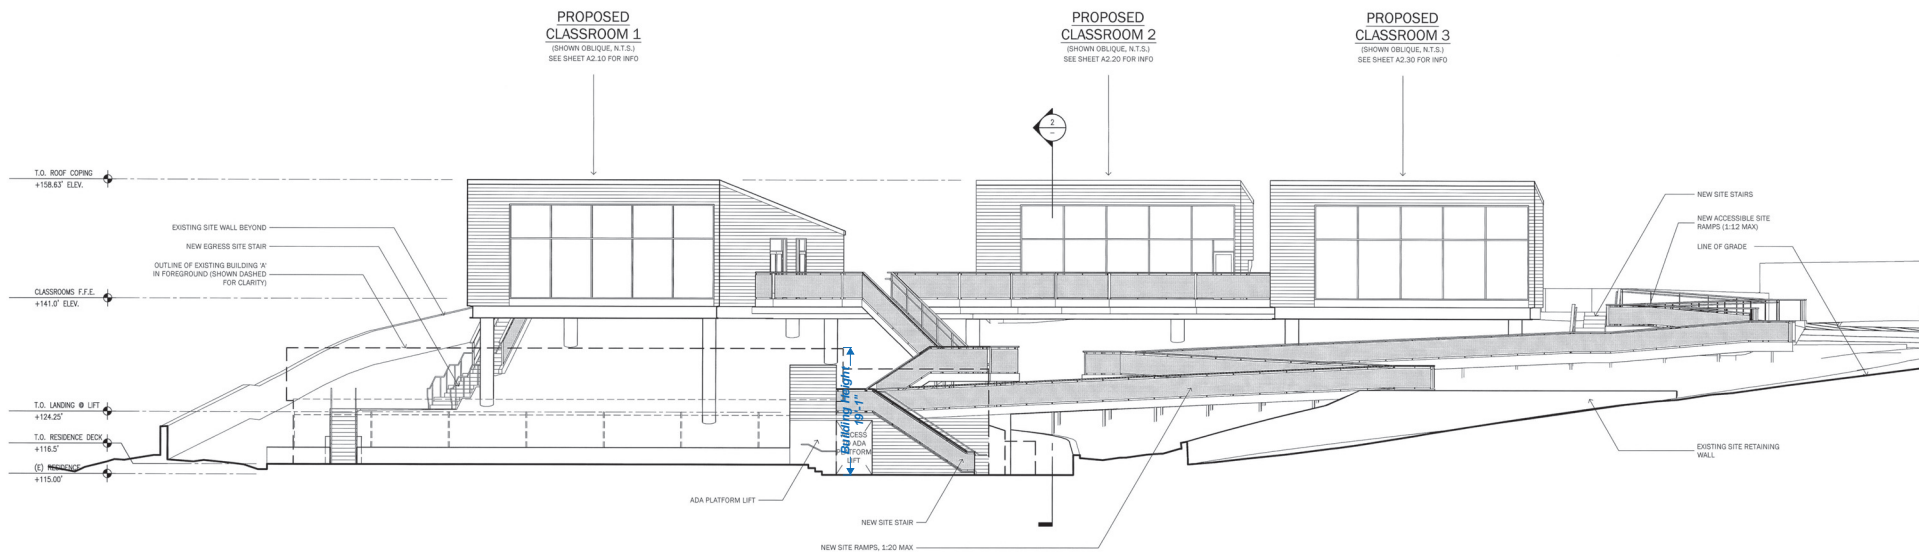 PROPOSED
CLASSROOM 1
(SHOWN OBLIQUE, N.T.S.)
SEE SHEET A2.10 FOR INFO
PROPOSED
CLASSROOM 2
(SHOWN OBLIQUE, N.T.S.)
SEE SHEET A2.20 FOR INFO
PROPOSED
CLASSROOM 3
(SHOWN OBLIQUE, N.T.S.)
SEE SHEET A2.30 FOR INFO
2
–
T.O. ROOF COPING
+158.63' ELEV.
EXISTING SITE WALL BEYOND
NEW EGRESS SITE STAIR
OUTLINE OF EXISTING BUILDING 'A'
IN FOREGROUND (SHOWN DASHED
FOR CLARITY)
CLASSROOMS F.F.E.
+141.0' ELEV.
T.O. LANDING @ LIFT
+124.25'
T.O. RESIDENCE DECK
+116.5'
(E) RESIDENCE
+115.00'
Building Height
19'-1"
ADA
PLATFORM
LIFT
ADA PLATFORM LIFT
NEW SITE STAIR
NEW SITE RAMPS, 1:20 MAX
NEW SITE STAIRS
NEW ACCESSIBLE SITE
RAMPS (1:12 MAX)
LINE OF GRADE
EXISTING SITE RETAINING
WALL